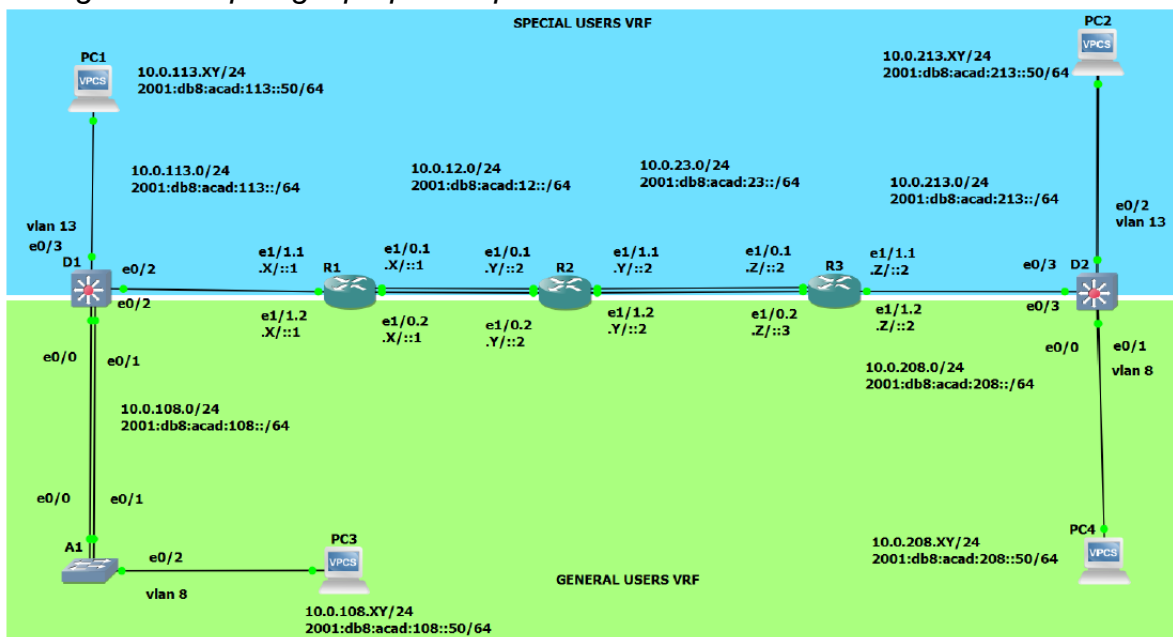 SPECIAL USERS VRF
PC1
VPCS
10.0.113.XY/24
2001:db8:acad:113::50/64
PC2
VPCS
10.0.213.XY/24
2001:db8:acad:213::50/64
10.0.113.0/24
2001:db8:acad:113::/64
10.0.12.0/24
2001:db8:acad:12::/64
10.0.23.0/24
2001:db8:acad:23::/64
10.0.213.0/24
2001:db8:acad:213::/64
e0/2
vlan 13
vlan 13
e0/3
D1
e0/2
e0/2
e1/1.1
.X/::1
R1
e1/0.1
.X/::1
e1/0.1
.Y/::2
R2
e1/1.1
.Y/::2
e1/0.1
.Z/::2
R3
e1/1.1
.Z/::2
e0/3
D2
e0/3
e1/1.2
.X/::1
e1/0.2
.X/::1
e1/0.2
.Y/::2
e1/1.2
.Y/::2
e1/0.2
.Z/::3
e1/1.2
.Z/::2
e0/0
e0/1
e0/0
e0/1
vlan 8
10.0.208.0/24
2001:db8:acad:208::/64
10.0.108.0/24
2001:db8:acad:108::/64
e0/0
e0/1
A1
e0/2
vlan 8
PC3
VPCS
10.0.108.XY/24
2001:db8:acad:108::50/64
GENERAL USERS VRF
10.0.208.XY/24
2001:db8:acad:208::50/64
PC4
VPCS